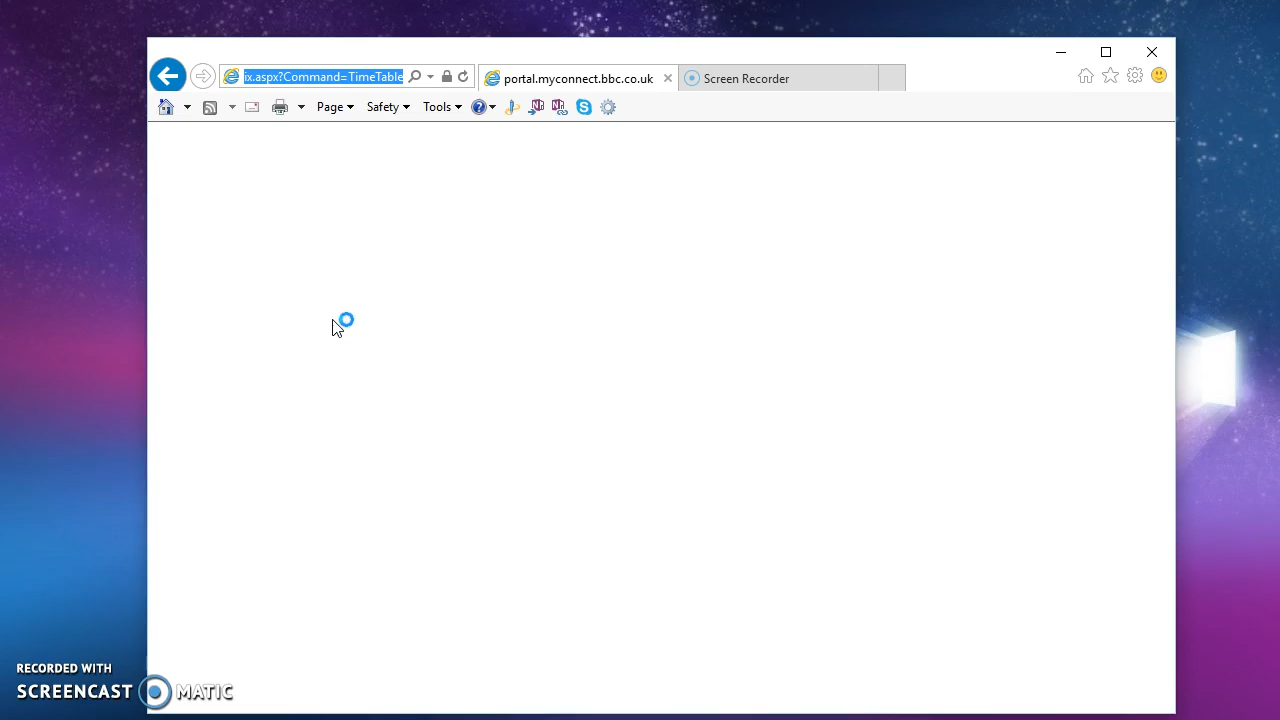 ix.aspx?Command=TimeTable
portal.myconnect.bbc.co.uk
Screen Recorder
Page
Safety
Tools
RECORDED WITH
SCREENCAST MATIC